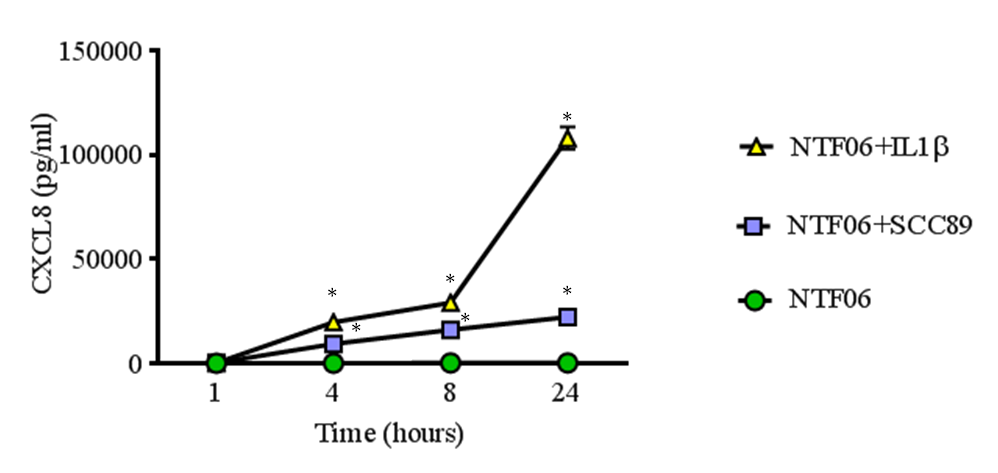 150000
100000
50000
0
CXCL8 (pg/ml)
*
*
*
*
*
*
1
4
8
24
Time (hours)
NTF06+IL1β
NTF06+SCC89
NTF06